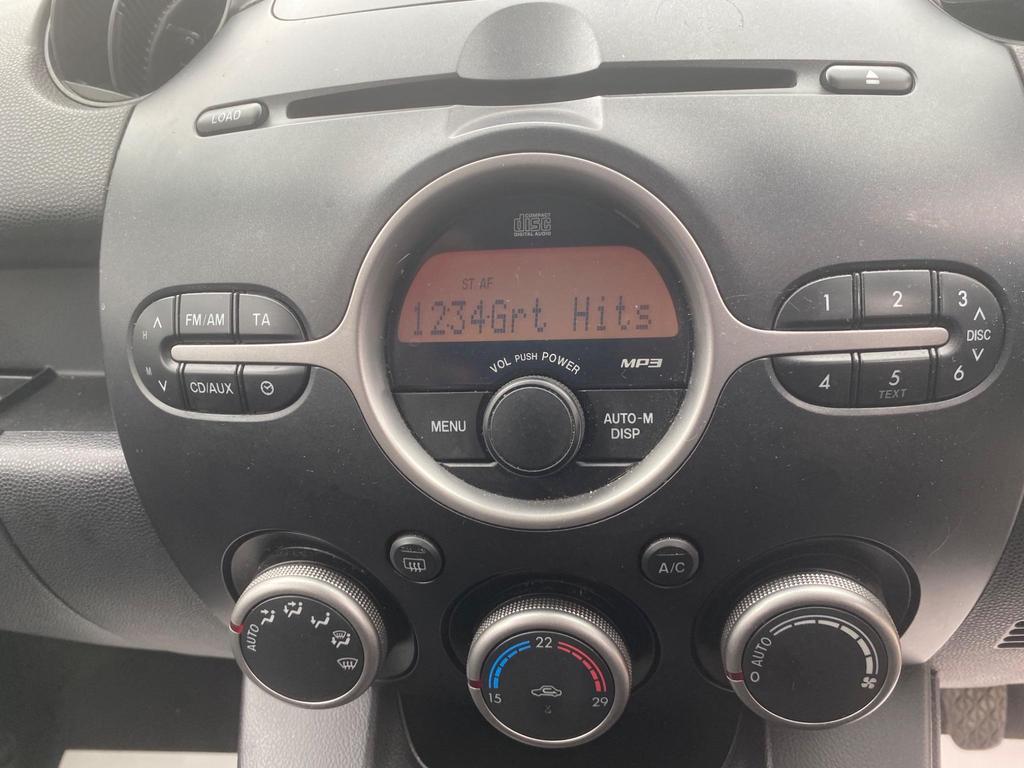 LOAD
COMPACT
disc
DIGITAL AUDIO
ST AF
1234Grt Hits
VOL PUSH POWER
MP3
MENU
AUTO-M
DISP
H
M
FM/AM
TA
CD/AUX
1
2
3
DISC
4
5
TEXT
6
A/C
AUTO
15
22
29
O AUTO